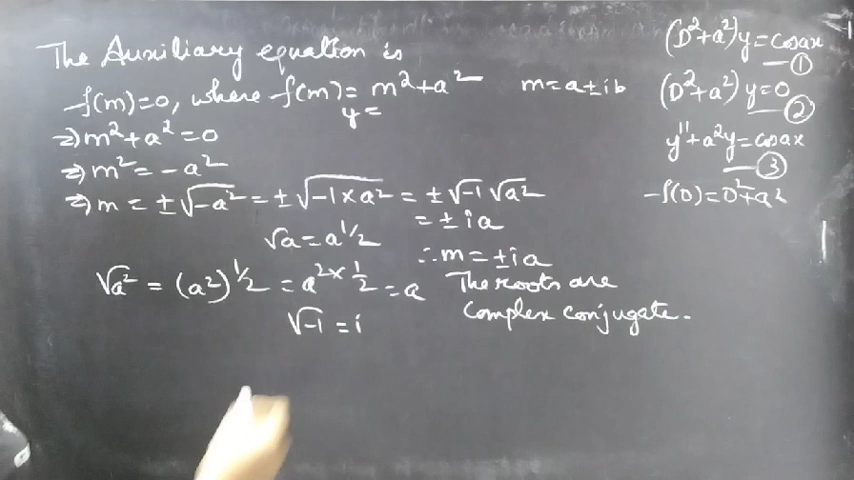 The Auxiliary equation is
f(m)=0, where f(m)= m²+a² m=a±ib
y=
⇒ m²+a²=0
⇒ m²=-a²
⇒ m = ±√-a² = ±√-1×a² = ±√-1 √a²
= ± ia
√a = a^1/2
∴ m = ± i a
√a² = (a²)^1/2 = a^2×1/2 = a
The roots are
√-1 = i
complex conjugate.
(D²+a²)y = cosax
—①
(D²+a²) y=0
—②
y''+a²y = cosax
—③
f(D) = D²+a²